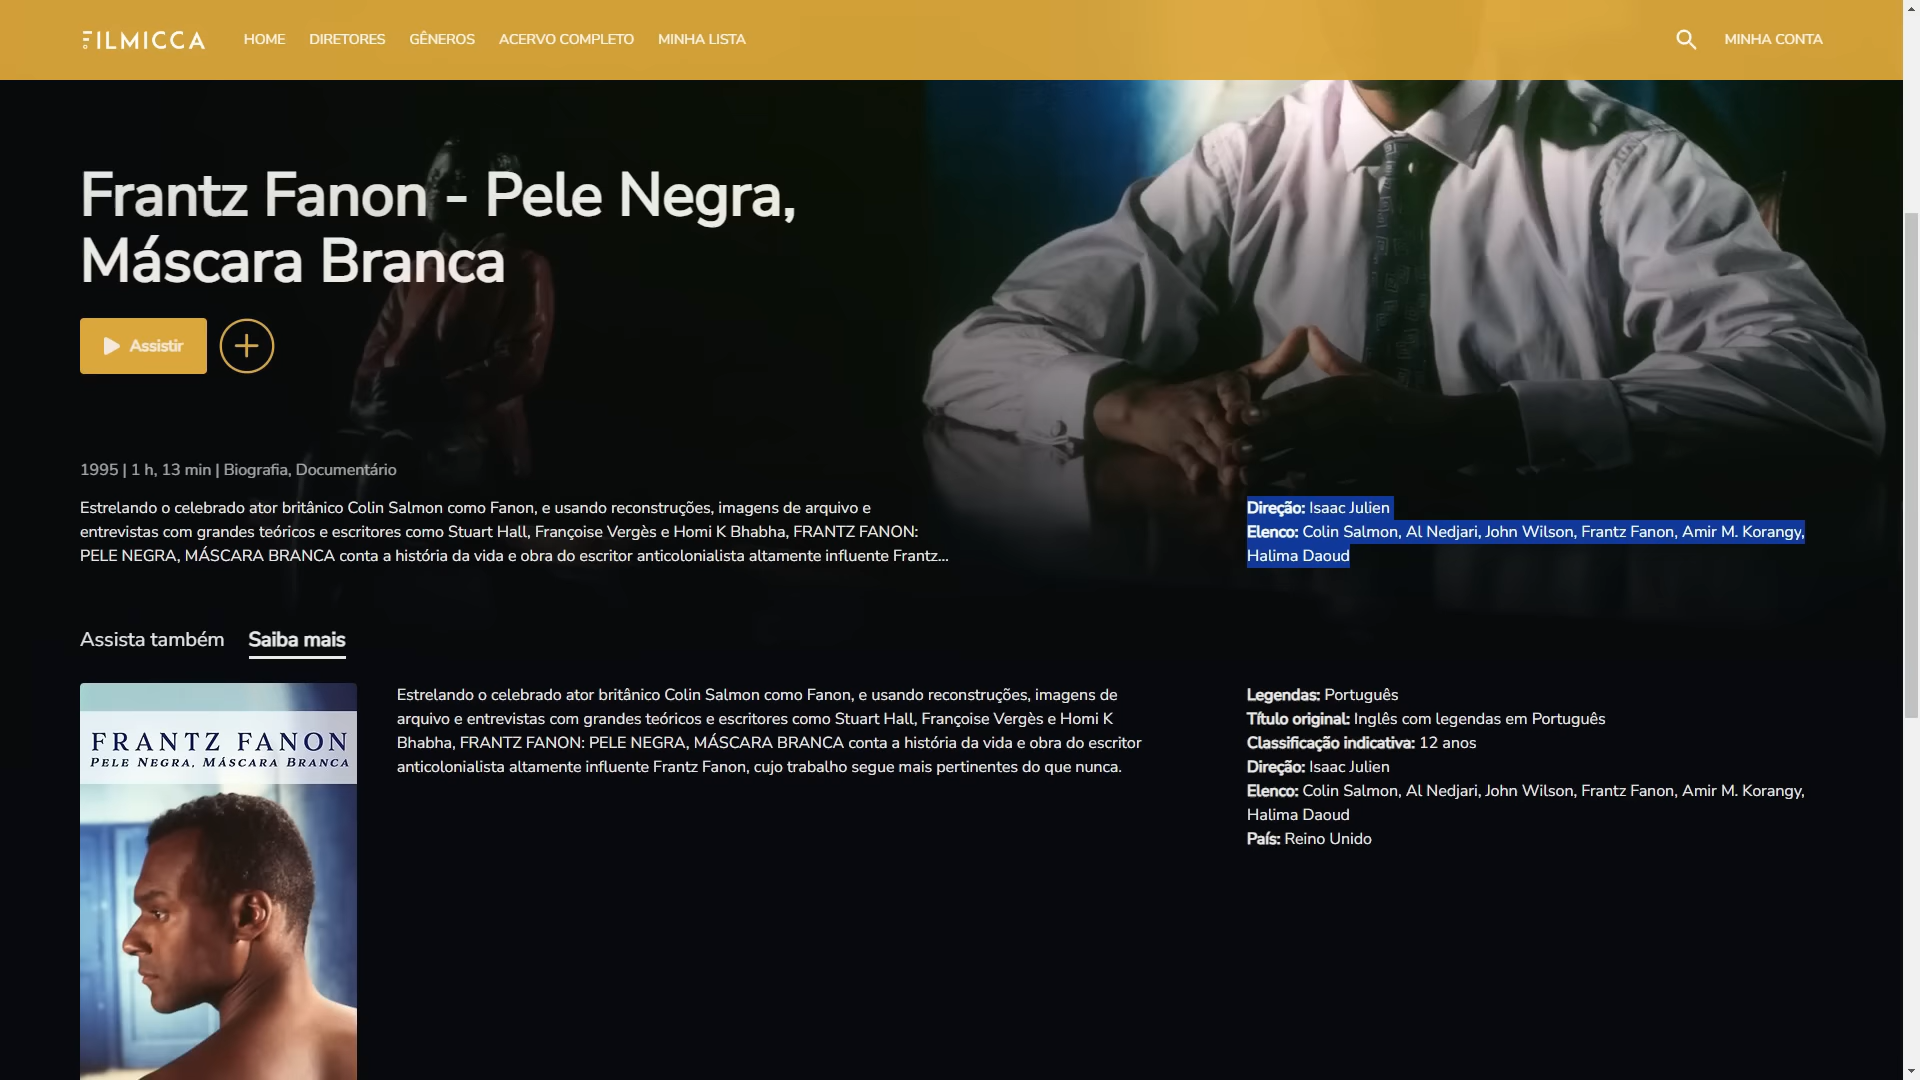 FILMICCA HOME DIRETORES GÊNEROS ACERVO COMPLETO MINHA LISTA MINHA CONTA
Frantz Fanon - Pele Negra,
Máscara Branca
Assistir
1995 | 1 h, 13 min | Biografia, Documentário
Estrelando o celebrado ator britânico Colin Salmon como Fanon, e usando reconstruções, imagens de arquivo e
entrevistas com grandes teóricos e escritores como Stuart Hall, Françoise Vergès e Homi K Bhabha, FRANTZ FANON:
PELE NEGRA, MÁSCARA BRANCA conta a história da vida e obra do escritor anticolonialista altamente influente Frantz...
Direção: Isaac Julien
Elenco: Colin Salmon, Al Nedjari, John Wilson, Frantz Fanon, Amir M. Korangy,
Halima Daoud
Assista também Saiba mais
FRANTZ FANON
PELE NEGRA, MÁSCARA BRANCA
Estrelando o celebrado ator britânico Colin Salmon como Fanon, e usando reconstruções, imagens de
arquivo e entrevistas com grandes teóricos e escritores como Stuart Hall, Françoise Vergès e Homi K
Bhabha, FRANTZ FANON: PELE NEGRA, MÁSCARA BRANCA conta a história da vida e obra do escritor
anticolonialista altamente influente Frantz Fanon, cujo trabalho segue mais pertinentes do que nunca.
Legendas: Português
Título original: Inglês com legendas em Português
Classificação indicativa: 12 anos
Direção: Isaac Julien
Elenco: Colin Salmon, Al Nedjari, John Wilson, Frantz Fanon, Amir M. Korangy,
Halima Daoud
País: Reino Unido